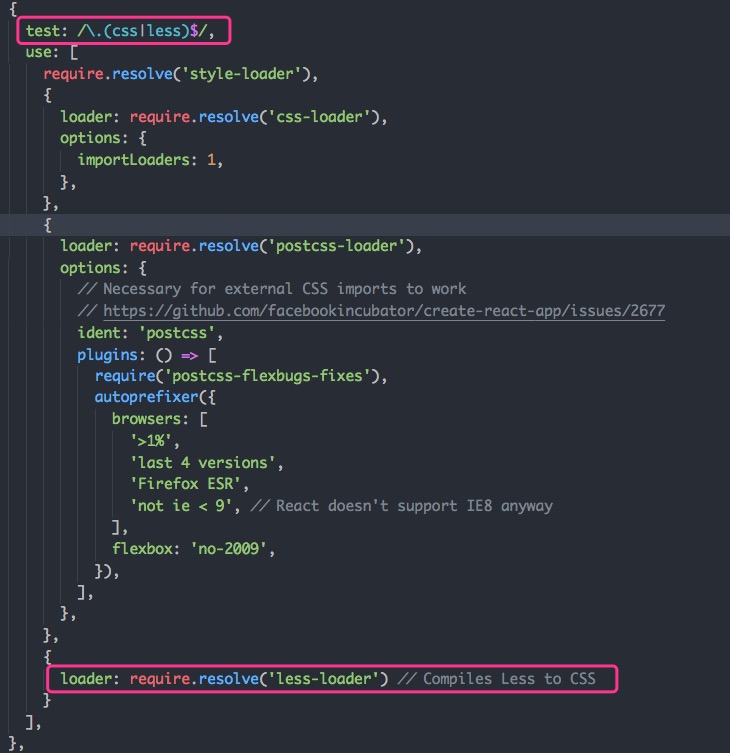 {
test: /\.(css|less)$/,
use: [
require.resolve('style-loader'),
{
loader: require.resolve('css-loader'),
options: {
importLoaders: 1,
},
},
{
loader: require.resolve('postcss-loader'),
options: {
// Necessary for external CSS imports to work
// https://github.com/facebookincubator/create-react-app/issues/2677
ident: 'postcss',
plugins: () => [
require('postcss-flexbugs-fixes'),
autoprefixer({
browsers: [
'>1%',
'last 4 versions',
'Firefox ESR',
'not ie < 9', // React doesn't support IE8 anyway
],
flexbox: 'no-2009',
}),
],
},
},
{
loader: require.resolve('less-loader') // Compiles Less to CSS
}
],
},